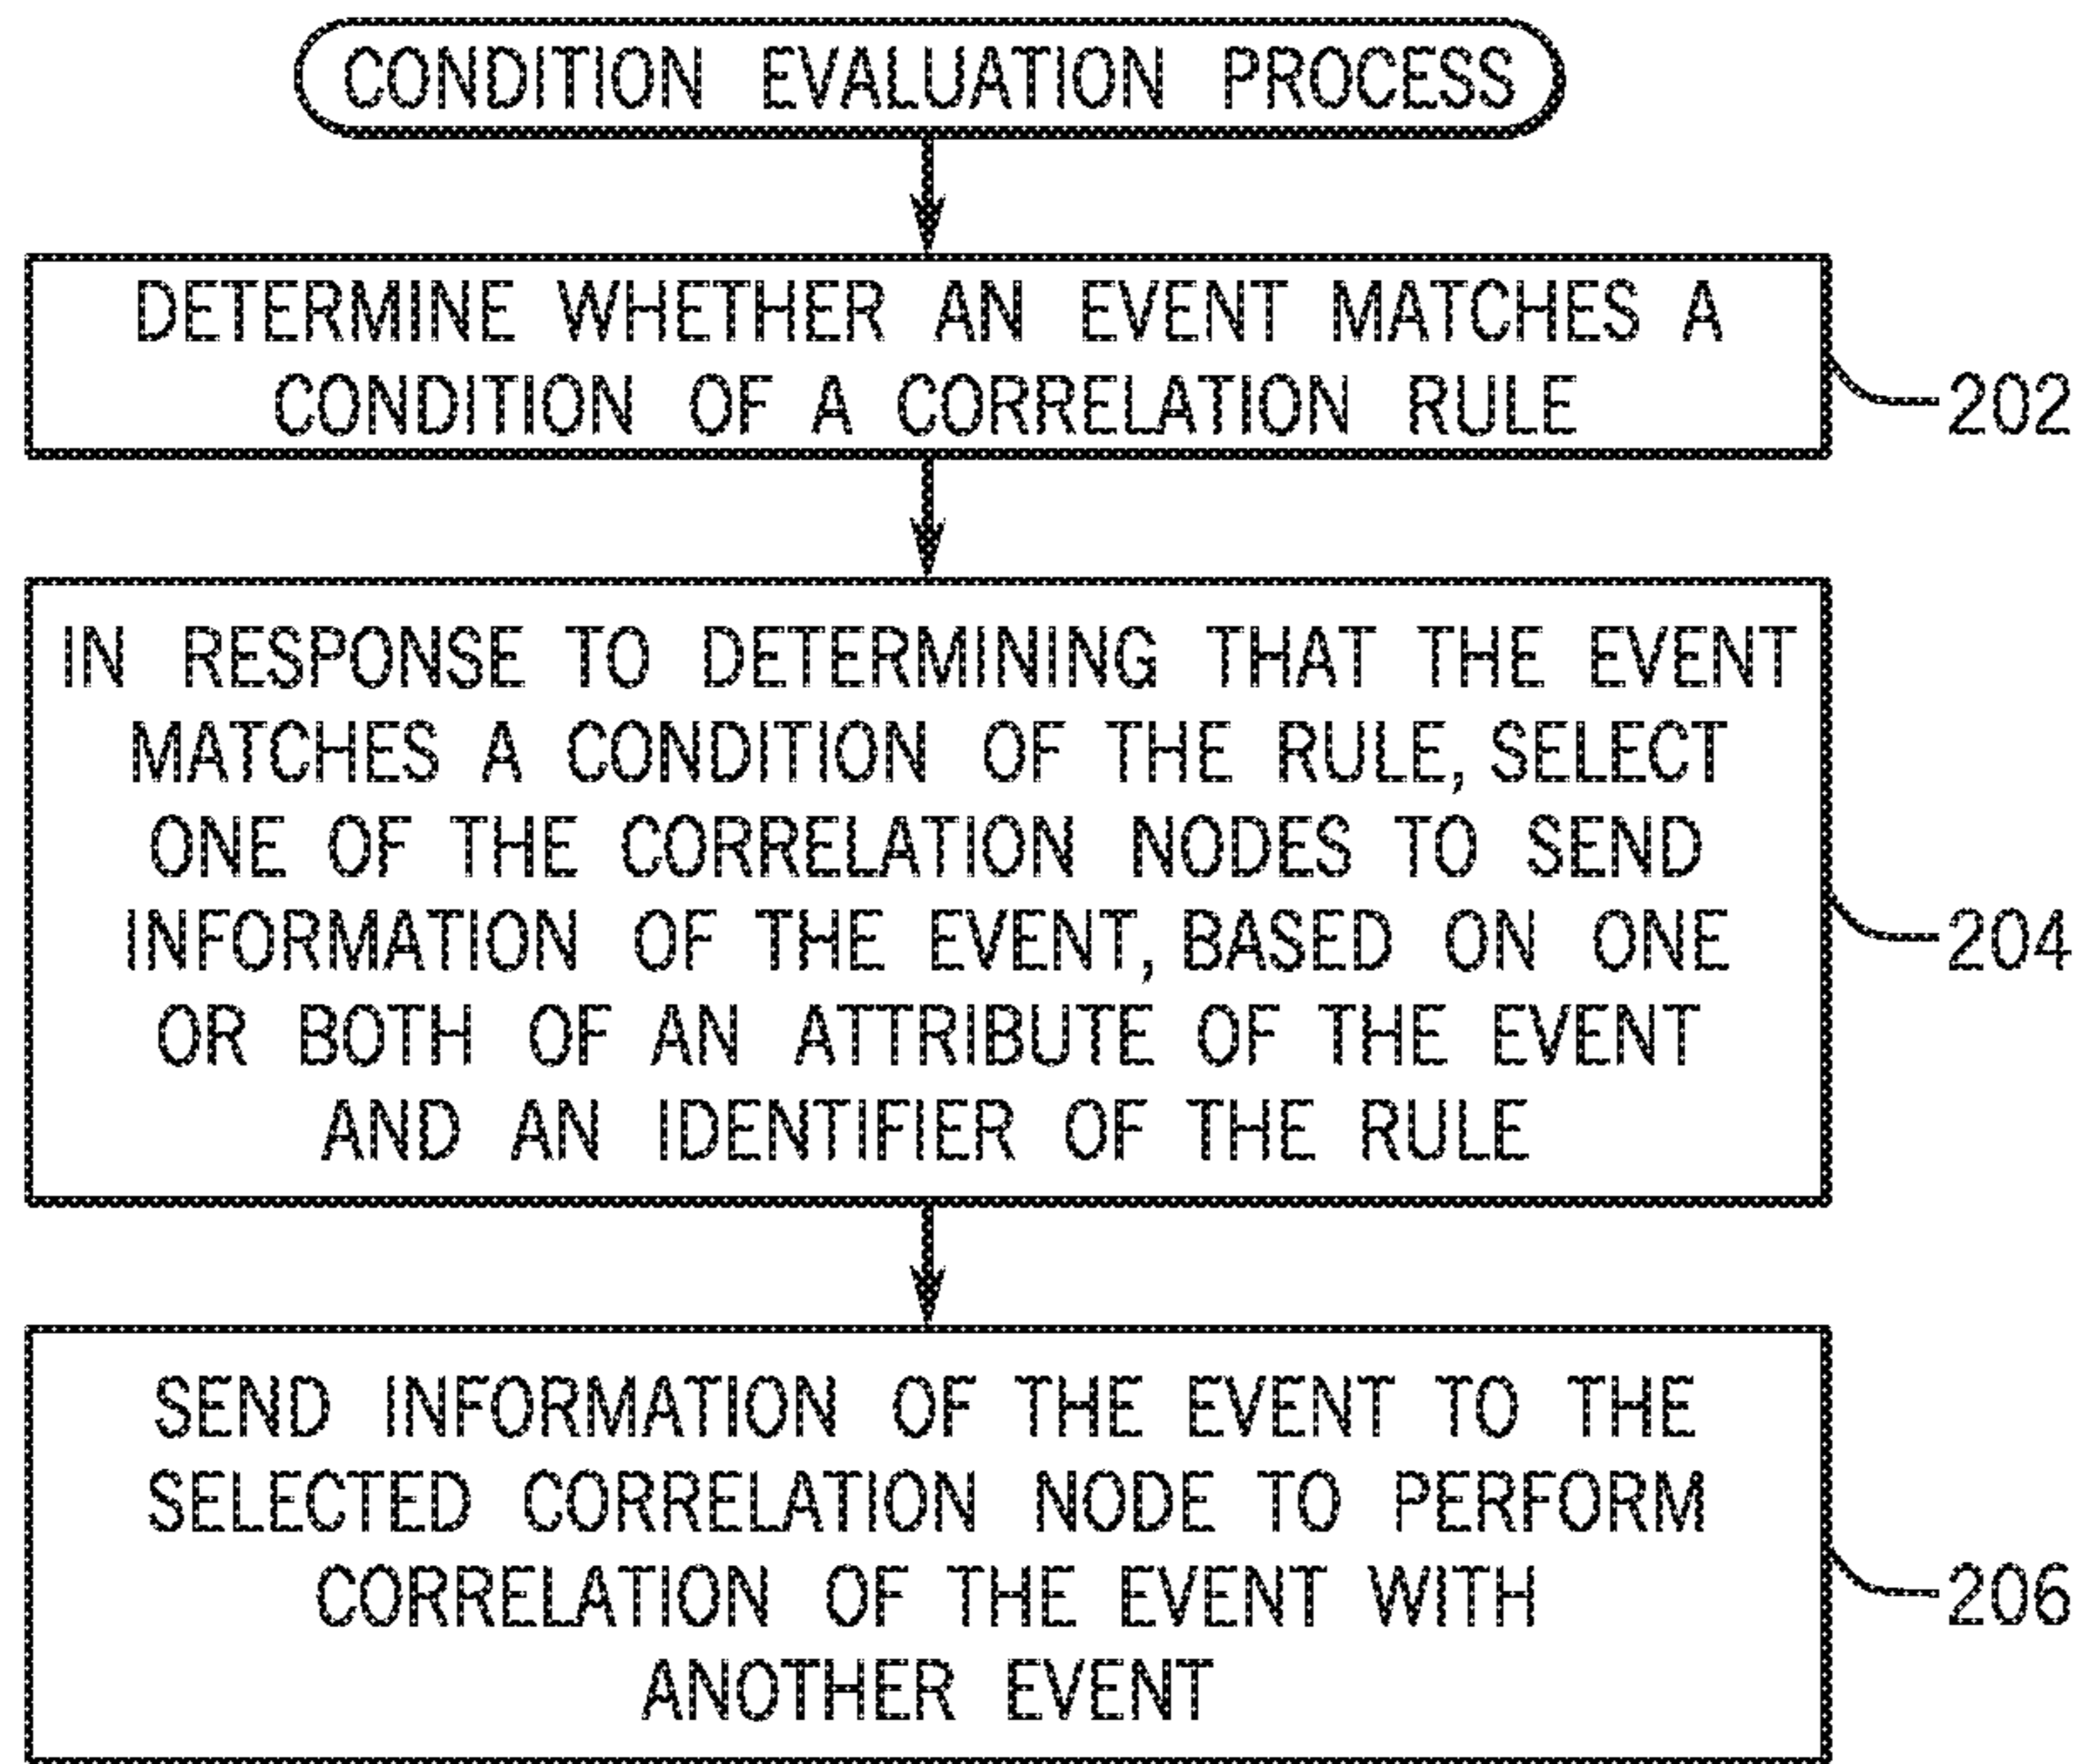 CONDITION EVALUATION PROCESS
DETERMINE WHETHER AN EVENT MATCHES A
CONDITION OF A CORRELATION RULE
202
IN RESPONSE TO DETERMINING THAT THE EVENT
MATCHES A CONDITION OF THE RULE, SELECT
ONE OF THE CORRELATION NODES TO SEND
INFORMATION OF THE EVENT, BASED ON ONE
OR BOTH OF AN ATTRIBUTE OF THE EVENT
AND AN IDENTIFIER OF THE RULE
204
SEND INFORMATION OF THE EVENT TO THE
SELECTED CORRELATION NODE TO PERFORM
CORRELATION OF THE EVENT WITH
ANOTHER EVENT
206